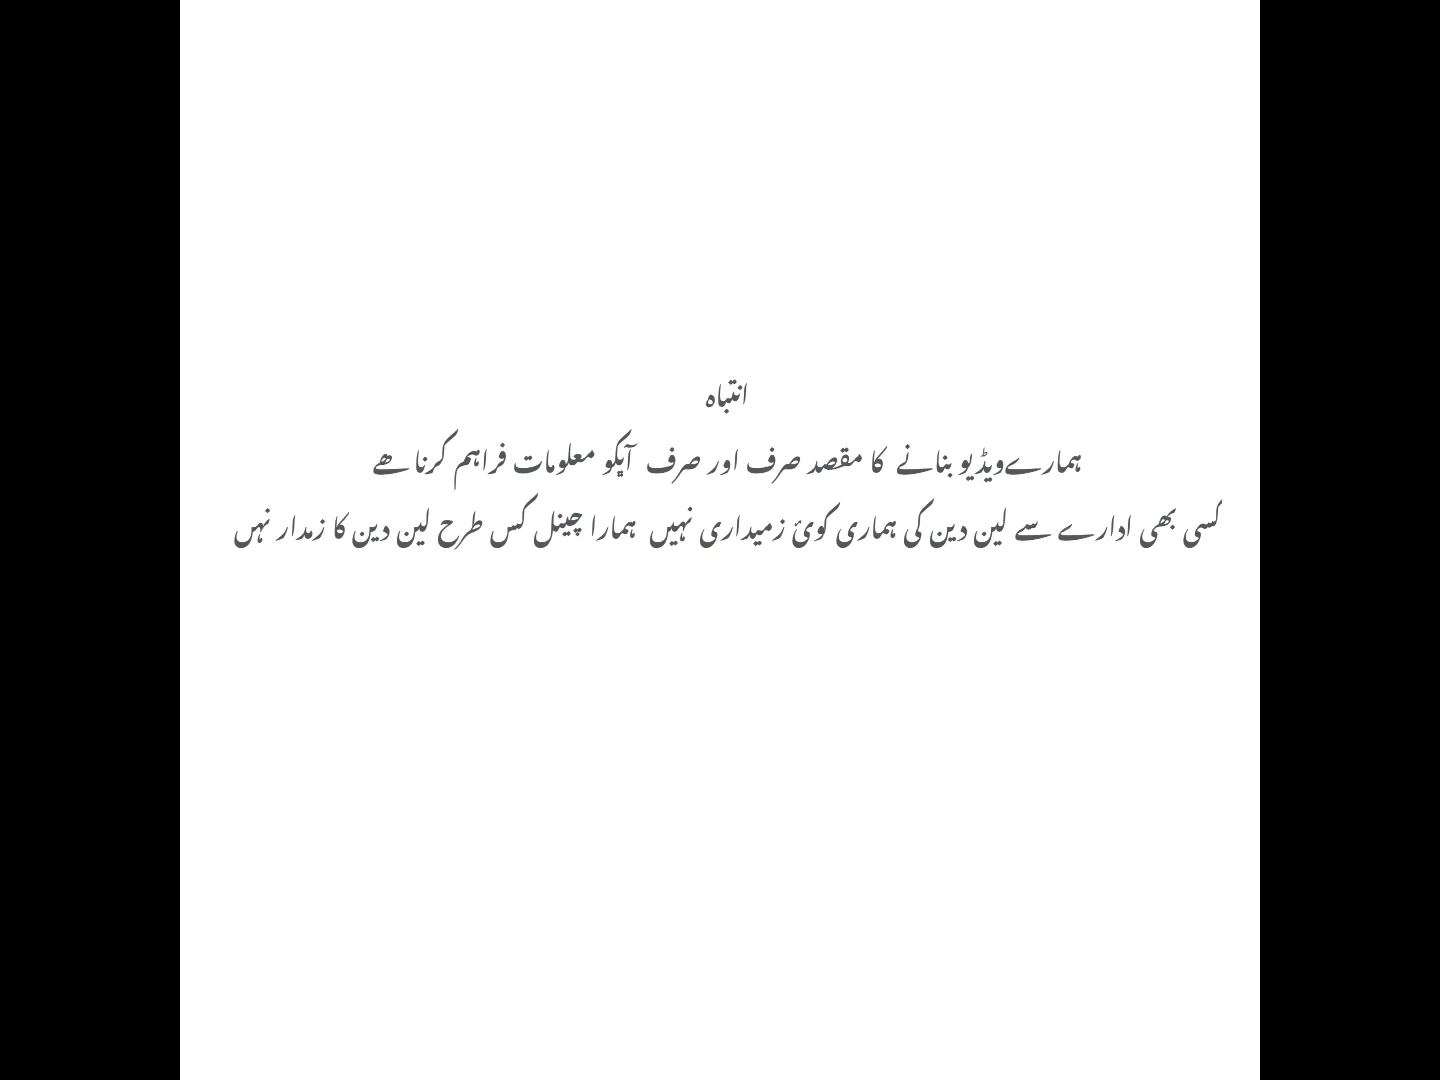 انتباہ
ہمارےویڈیو بنانے کا مقصد صرف اور صرف آپکو معلومات فراہم کرنا ھے
کسی بھی ادارے سے لین دین کی ہماری کوئ زمیداری نہیں ہمارا چینل کس طرح لین دین کا زمدار نہں